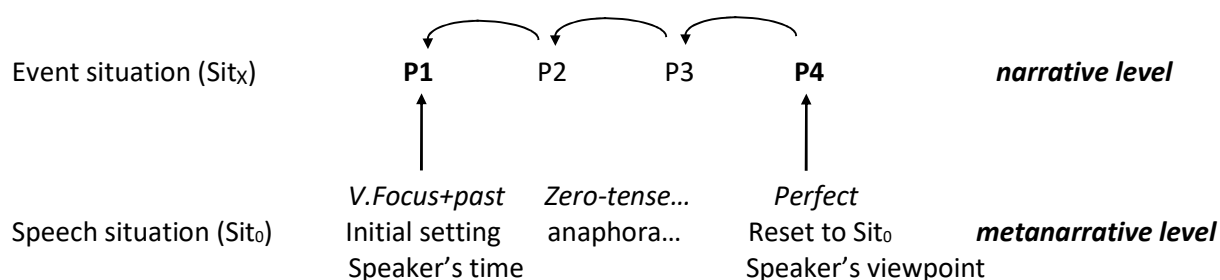 Event situation (SitX) P1 P2 P3 P4 narrative level
V.Focus+past Zero-tense… Perfect
Speech situation (Sit0) Initial setting anaphora… Reset to Sit0 metanarrative level
Speaker’s time Speaker’s viewpoint